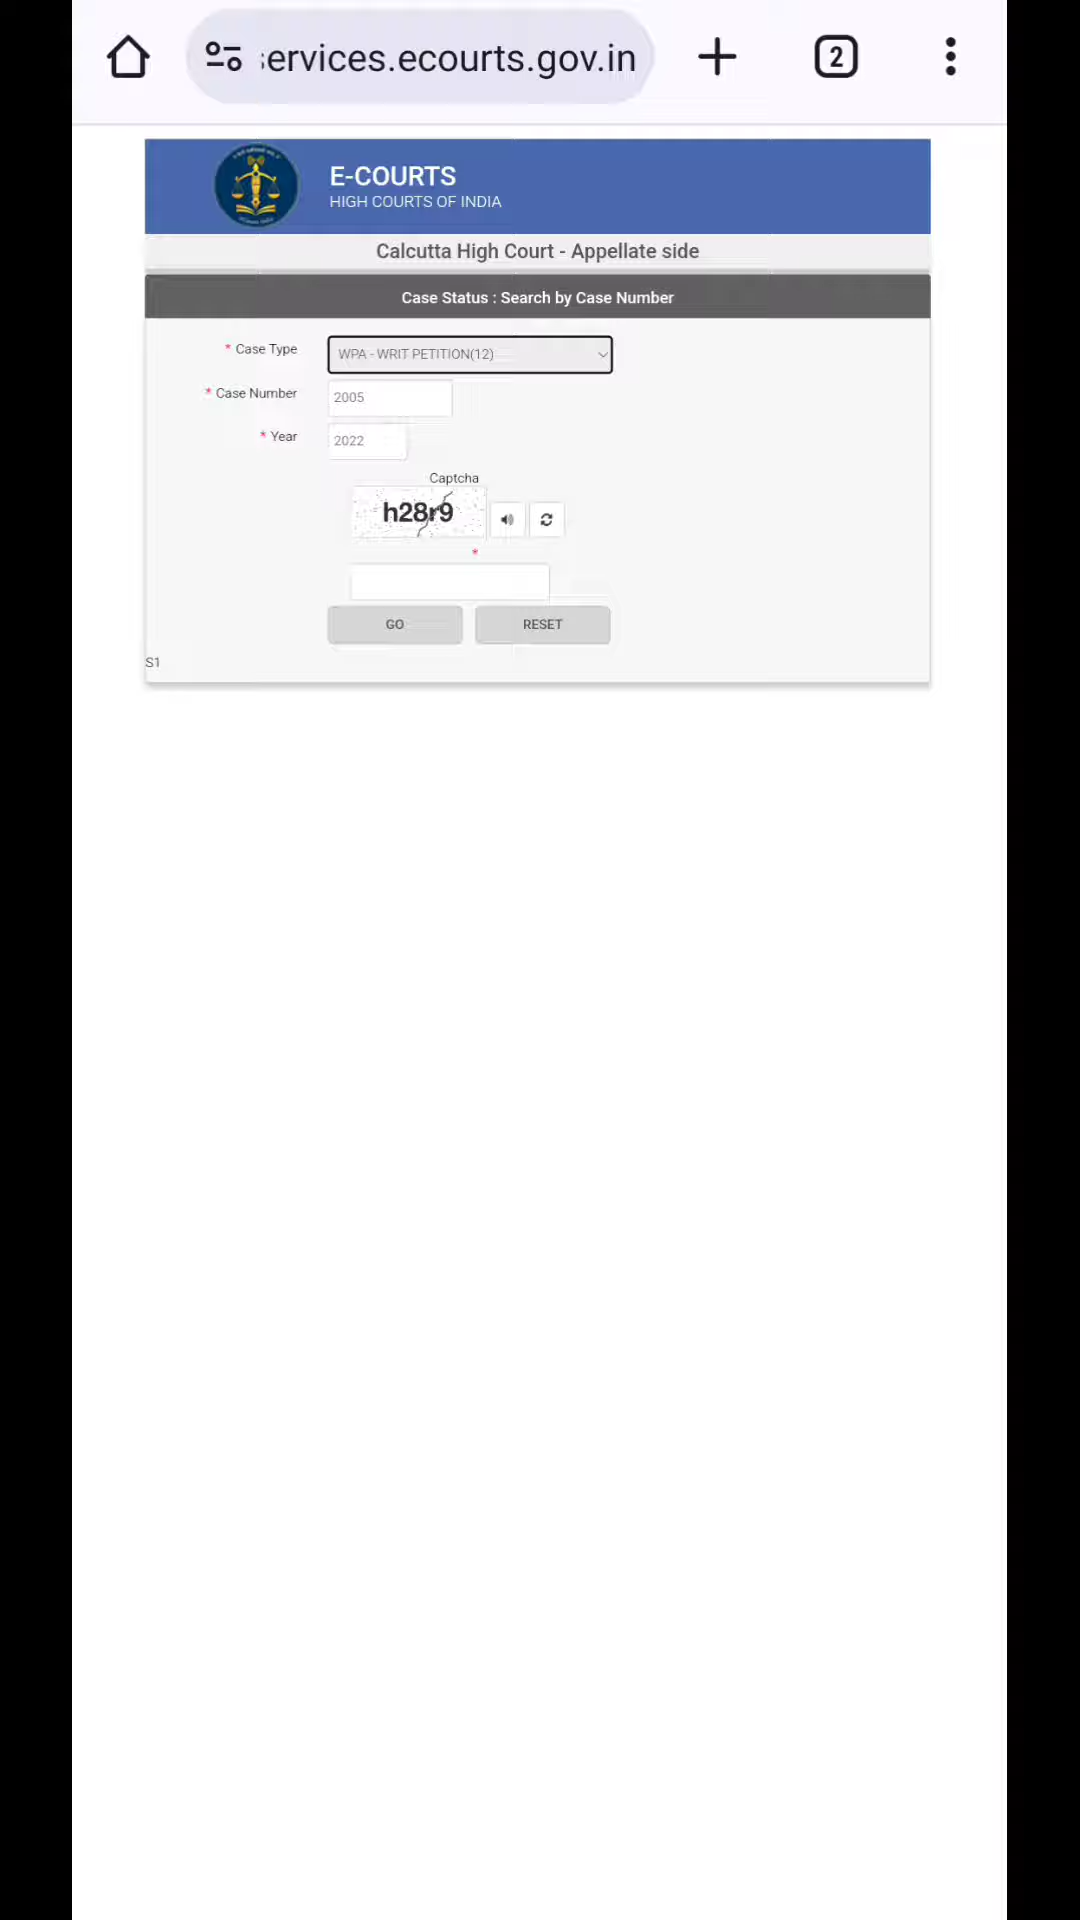 ervices.ecourts.gov.in
2
E-COURTS
HIGH COURTS OF INDIA
Calcutta High Court - Appellate side
Case Status : Search by Case Number
* Case Type
WPA - WRIT PETITION(12)
* Case Number
2005
* Year
2022
Captcha
h28r9
*
GO
RESET
S1